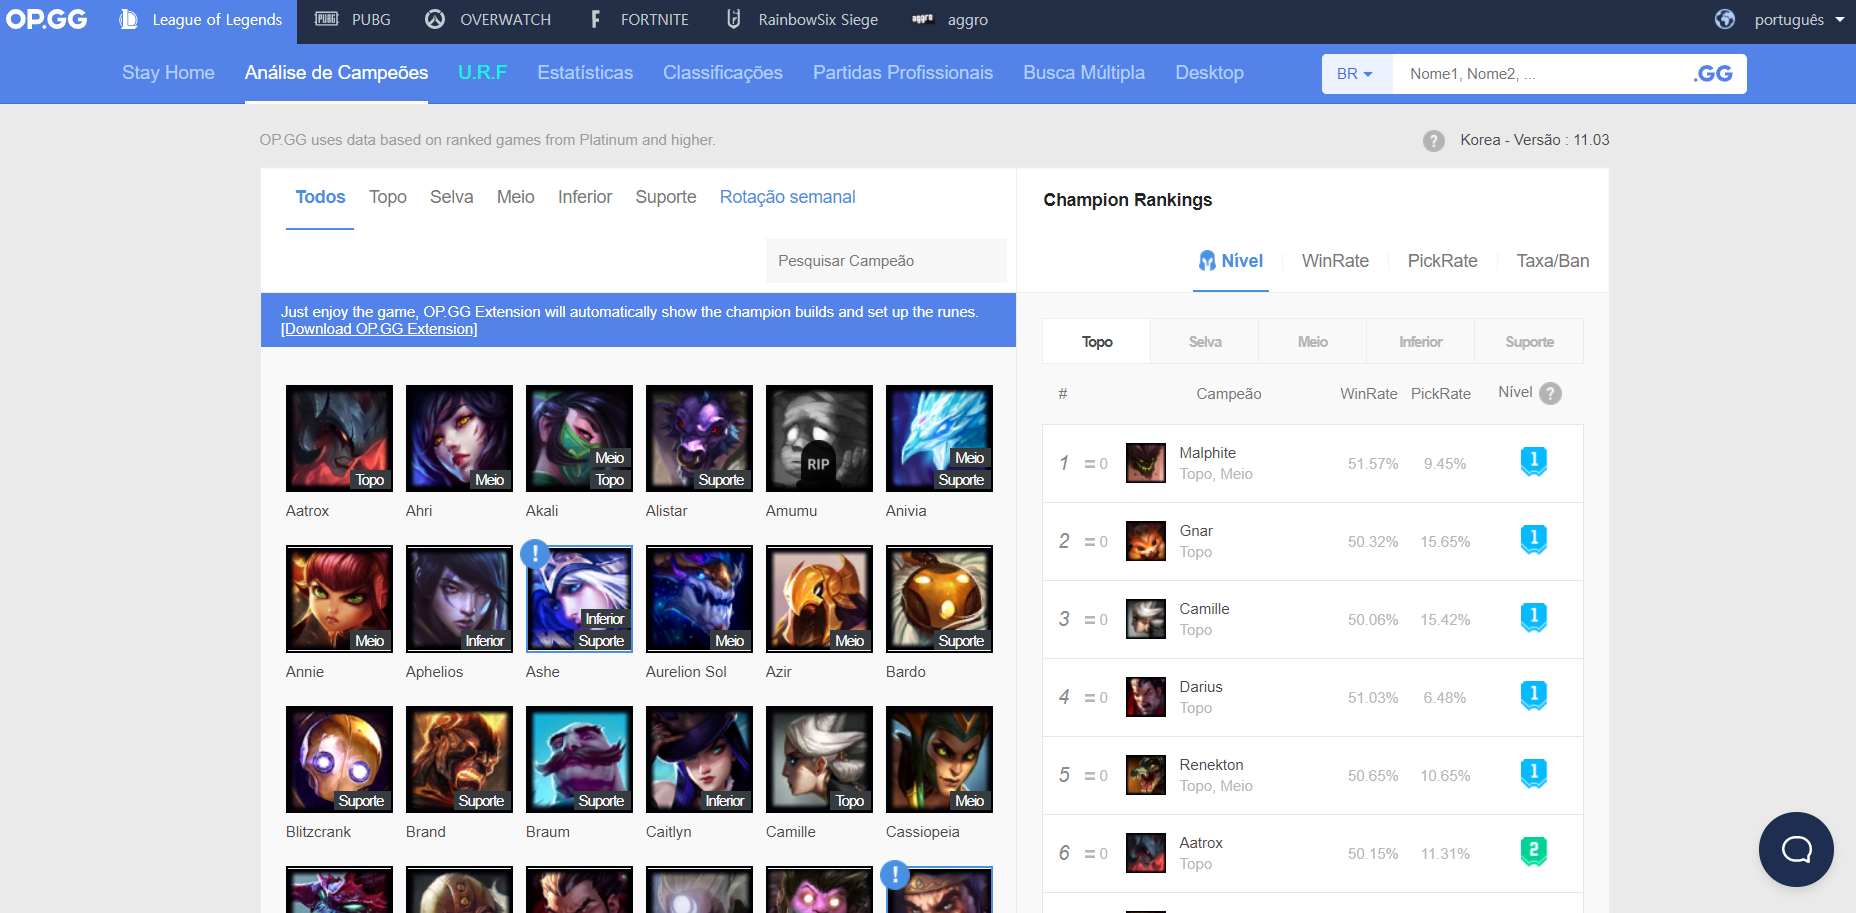 OP.GG League of Legends PUBG PUBG OVERWATCH FORTNITE RainbowSix Siege aggro aggro português
Stay Home Análise de Campeões U.R.F Estatísticas Classificações Partidas Profissionais Busca Múltipla Desktop BR Nome1, Nome2, ... .GG
OP.GG uses data based on ranked games from Platinum and higher. ? Korea - Versão : 11.03
Todos Topo Selva Meio Inferior Suporte Rotação semanal
Pesquisar Campeão
Just enjoy the game, OP.GG Extension will automatically show the champion builds and set up the runes.
[Download OP.GG Extension]
RIP
Meio Meio
Topo Meio Topo Suporte Suporte
Aatrox Ahri Akali Alistar Amumu Anivia
!
Inferior
Meio Inferior Suporte Meio Meio Suporte
Annie Aphelios Ashe Aurelion Sol Azir Bardo
Suporte Suporte Suporte Inferior Topo Meio
Blitzcrank Brand Braum Caitlyn Camille Cassiopeia
!
Champion Rankings
Nível WinRate PickRate Taxa/Ban
Topo Selva Meio Inferior Suporte
# Campeão WinRate PickRate Nível ?
1 = 0 Malphite 51.57% 9.45% 1
Topo, Meio
2 = 0 Gnar 50.32% 15.65% 1
Topo
3 = 0 Camille 50.06% 15.42% 1
Topo
4 = 0 Darius 51.03% 6.48% 1
Topo
5 = 0 Renekton 50.65% 10.65% 1
Topo, Meio
6 = 0 Aatrox 50.15% 11.31% 2
Topo